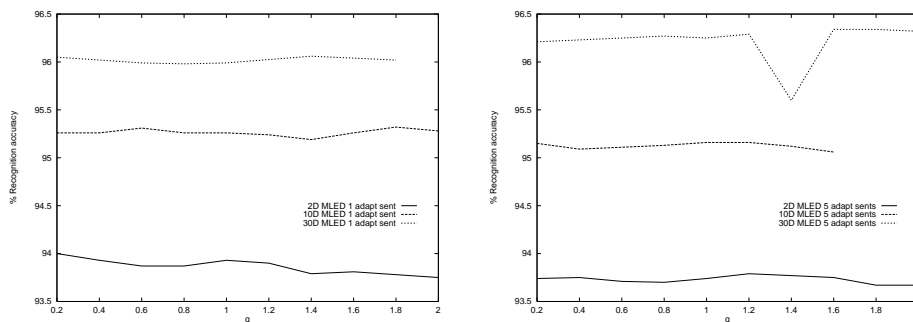 % Recognition accuracy
96.5
96
95.5
95
94.5
94
93.5
2D MLED 1 adapt sent
10D MLED 1 adapt sent
30D MLED 1 adapt sent
0.2 0.4 0.6 0.8 1 1.2 1.4 1.6 1.8 2
% Recognition accuracy
96.5
96
95.5
95
94.5
94
93.5
2D MLED 5 adapt sents
10D MLED 5 adapt sents
30D MLED 5 adapt sents
0.2 0.4 0.6 0.8 1 1.2 1.4 1.6 1.8